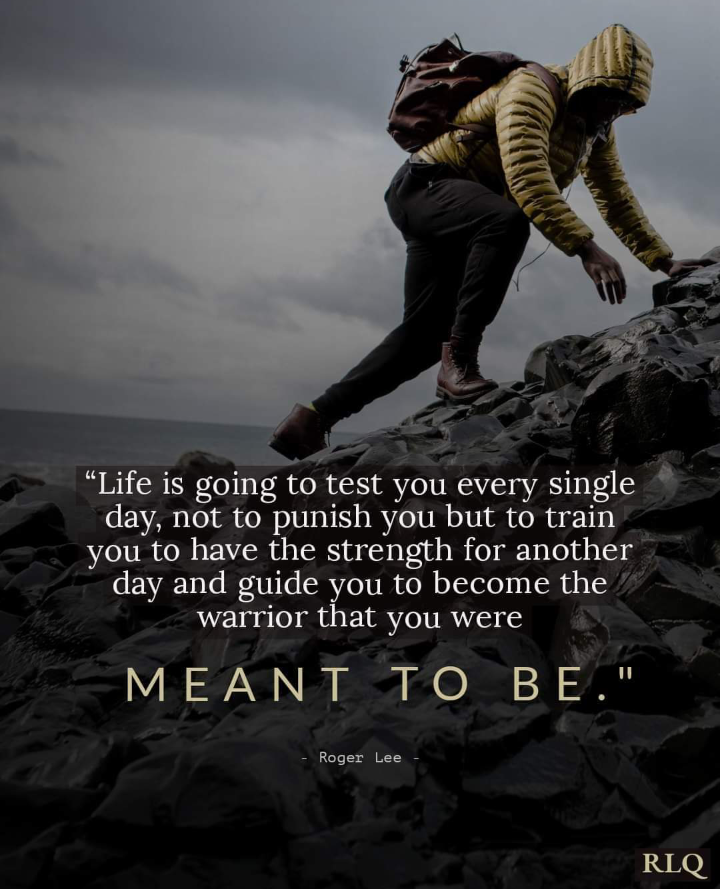 “Life is going to test you every single
day, not to punish you but to train
you to have the strength for another
day and guide you to become the
warrior that you were
MEANT TO BE."
- Roger Lee -
RLQ